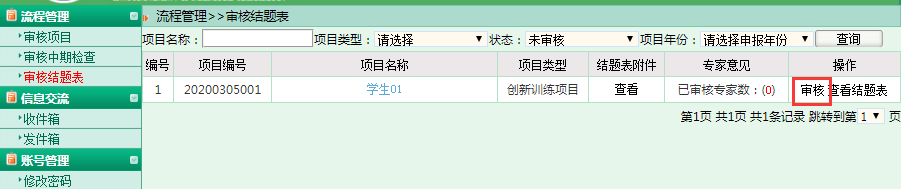 流程管理
审核项目
审核中期检查
审核结题表
信息交流
收件箱
发件箱
账号管理
修改密码
流程管理>>审核结题表
项目名称： 项目类型： 请选择 状态： 未审核 项目年份： 请选择申报年份 查询
编号 项目编号 项目名称 项目类型 结题表附件 专家意见 操作
1 20200305001 学生01 创新训练项目 查看 已审核专家数：(0) 审核 查看结题表
第1页 共1页 共1条记录 跳转到第 1 页